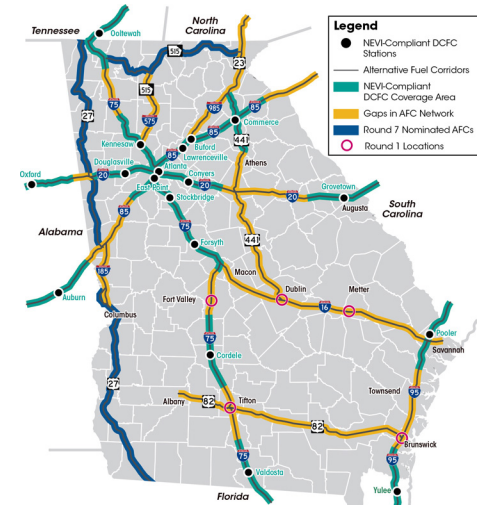 Tennessee
North
Carolina
Ooltewah
515
23
Legend
NEVI-Compliant DCFC
Stations
Alternative Fuel Corridors
NEVI-Compliant
DCFC Coverage Area
Gaps in AFC Network
Round 7 Nominated AFCs
Round 1 Locations
75
515
575
985
85
27
Commerce
Kennesaw
Buford
85
Lawrenceville
441
Douglasville
Atlanta
Athens
Oxford
20
Conyers
20
East Point
Stockbridge
Grovetown
20
Augusta
South
Carolina
85
Alabama
75
Forsyth
441
185
Macon
Auburn
Fort Valley
Dublin
Metter
Columbus
16
75
Pooler
Savannah
Cordele
27
Townsend
95
Albany
82
Tifton
82
Brunswick
75
95
Valdosta
Florida
Yulee